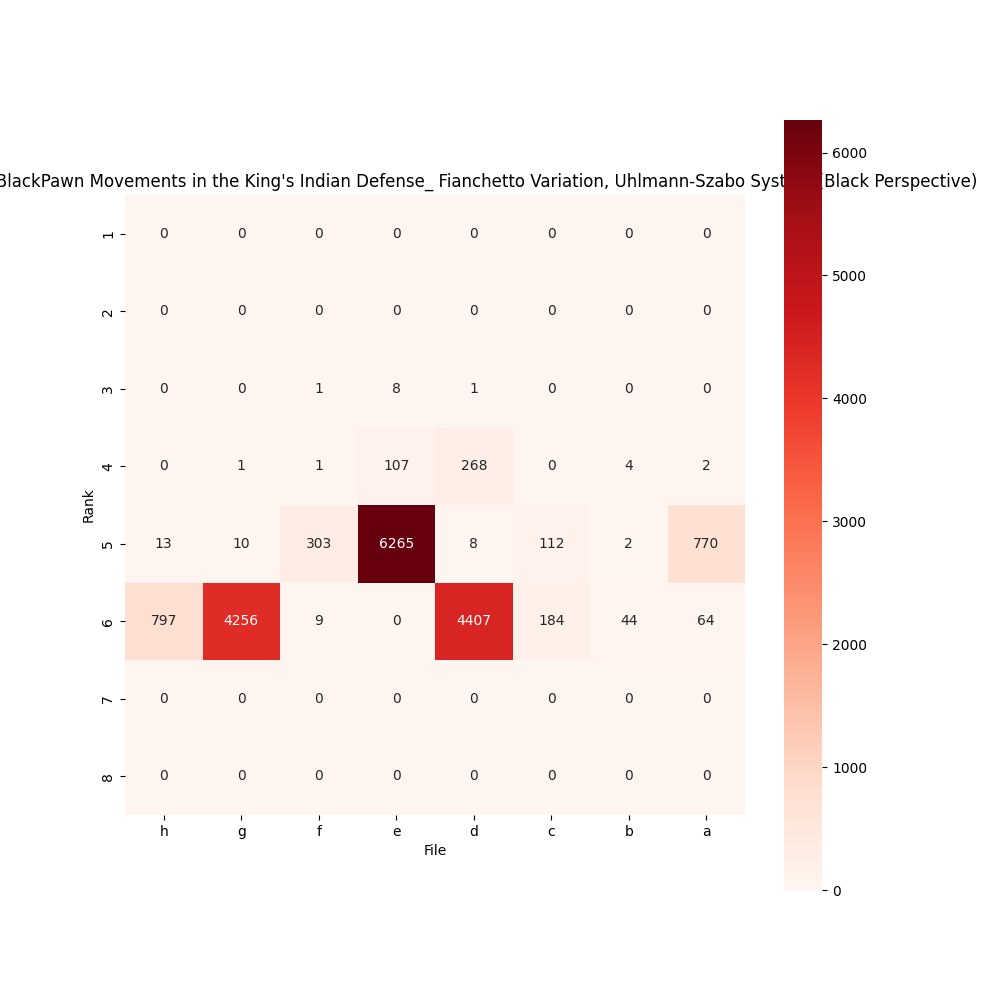 BlackPawn Movements in the King's Indian Defense_ Fianchetto Variation, Uhlmann-Szabo Syst (Black Perspective)
1 0 0 0 0 0 0 0 0
2 0 0 0 0 0 0 0 0
3 0 0 1 8 1 0 0 0
4 0 1 1 107 268 0 4 2
5 13 10 303 6265 8 112 2 770
6 797 4256 9 0 4407 184 44 64
7 0 0 0 0 0 0 0 0
8 0 0 0 0 0 0 0 0
h g f e d c b a
File
Rank
6000
5000
4000
3000
2000
1000
0